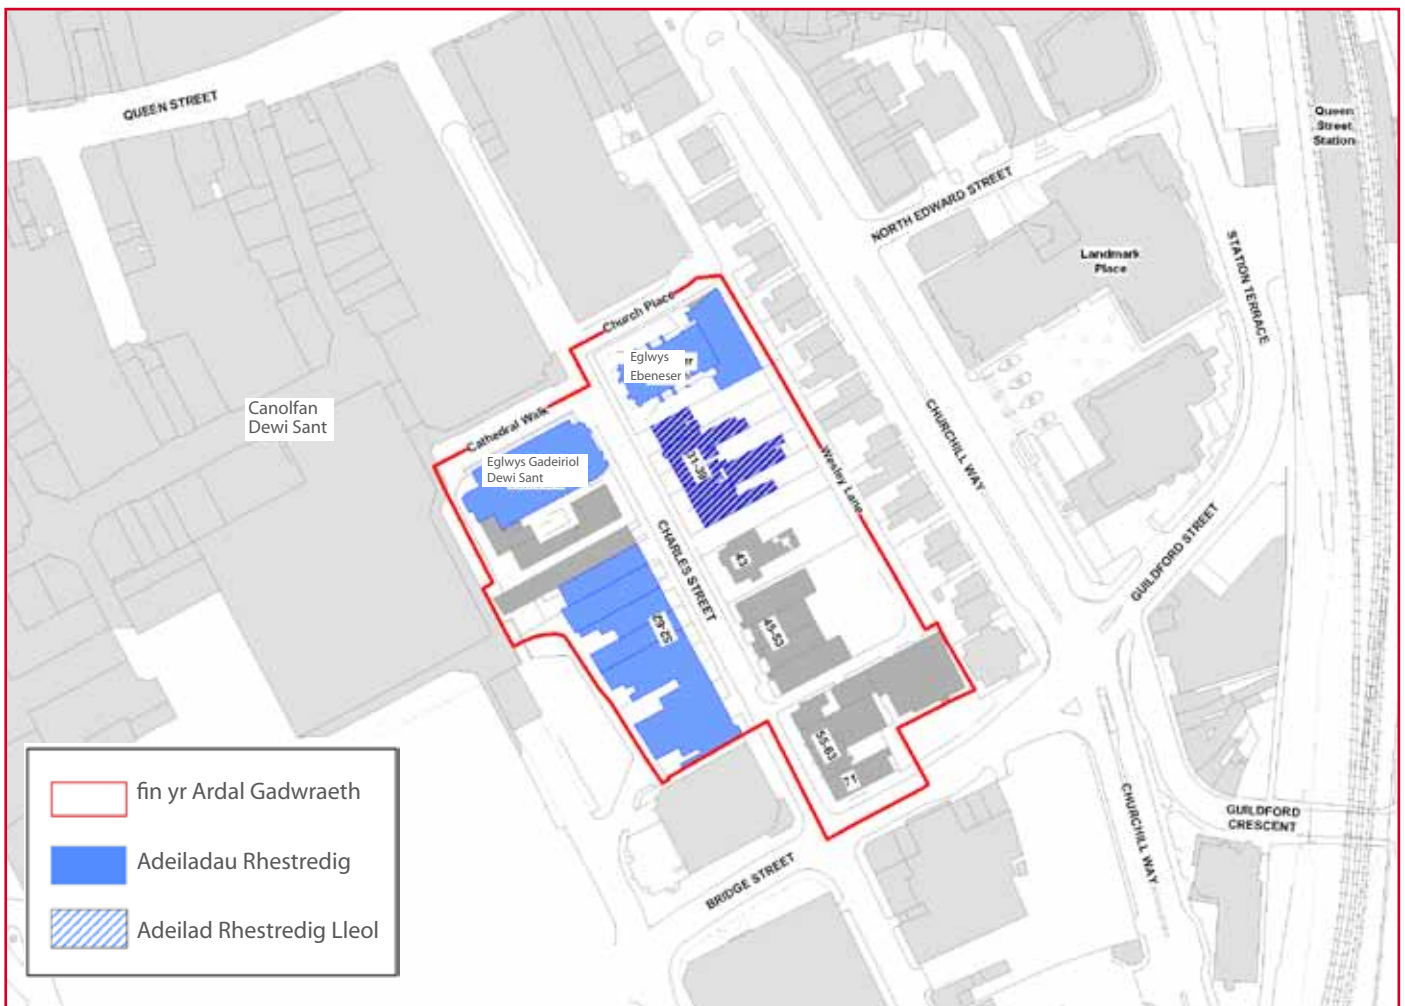 QUEEN STREET
Queen
Street
Station
NORTH EDWARD STREET
Landmark
Place
STATION TERRACE
Church Place
Eglwys
Ebeneser
Canolfan
Dewi Sant
Cathedral Walk
Eglwys Gadeiriol
Dewi Sant
31-39
CHURCHILL WAY
Wesley Lane
CHARLES STREET
43
GUILDFORD STREET
52-62
45-53
55-63
71
fin yr Ardal Gadwraeth
Adeiladau Rhestredig
Adeilad Rhestredig Lleol
BRIDGE STREET
CHURCHILL WAY
GUILDFORD
CRESCENT